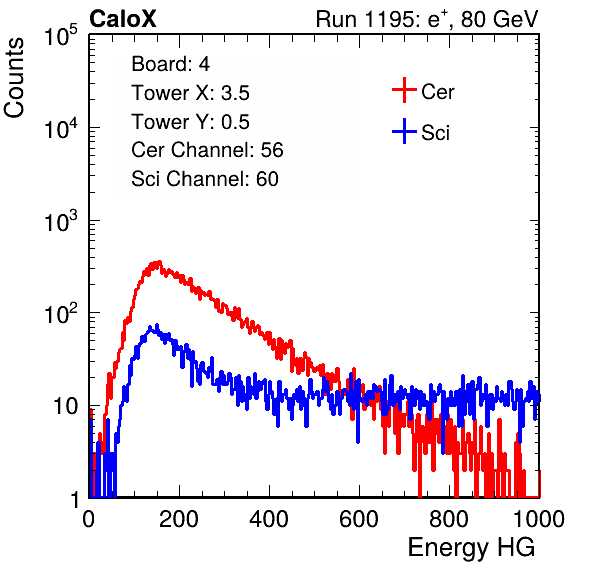 CaloX
Run 1195: e+, 80 GeV
Counts
Board: 4
Tower X: 3.5
Tower Y: 0.5
Cer Channel: 56
Sci Channel: 60
Cer
Sci
10^5
10^4
10^3
10^2
10
1
0 200 400 600 800 1000
Energy HG